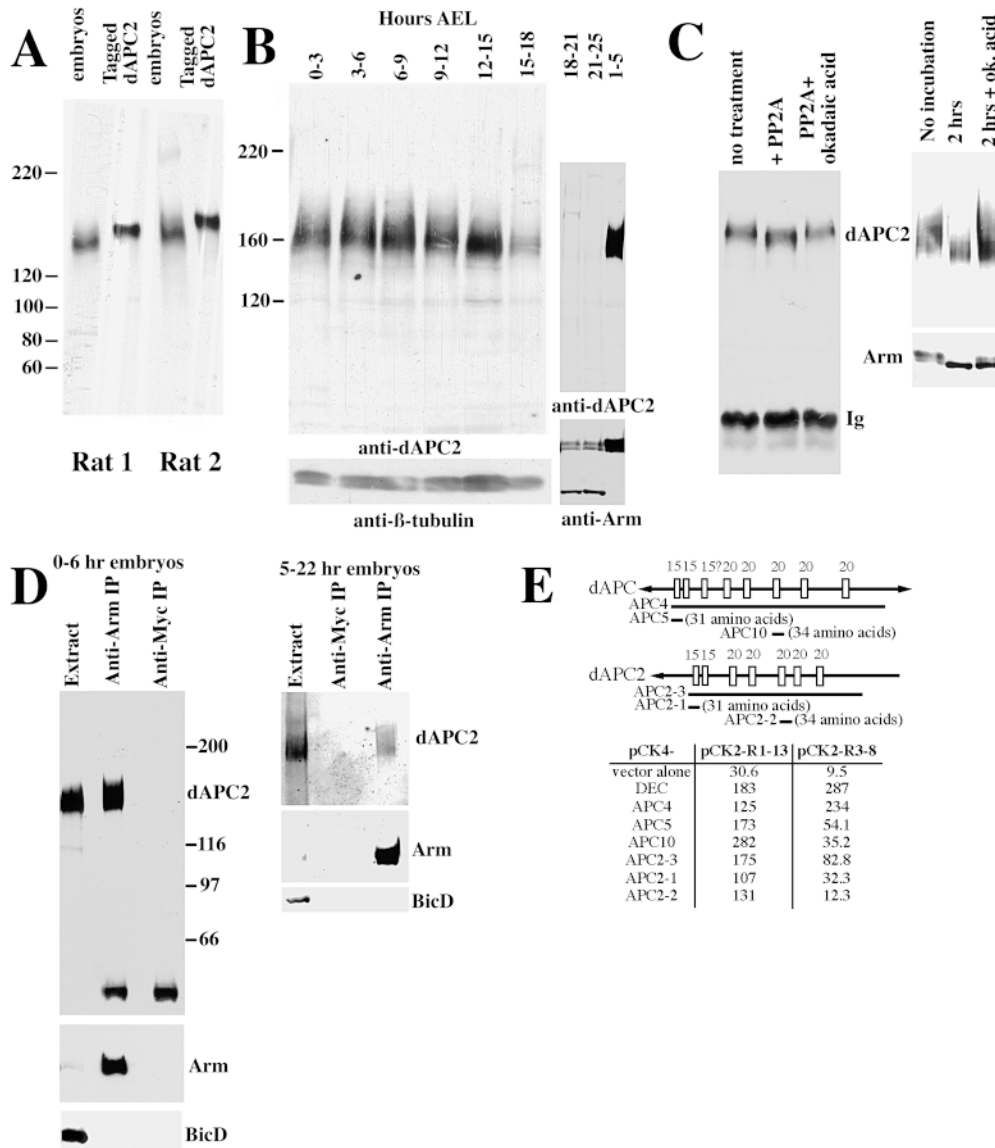 A
embryos
Tagged
dAPC2
embryos
Tagged
dAPC2
220
120
100
80
60
Rat 1
Rat 2
B
Hours AEL
0-3
3-6
6-9
9-12
12-15
15-18
18-21
21-25
1-5
220
160
120
anti-dAPC2
anti-ß-tubulin
anti-dAPC2
anti-Arm
C
no treatment
+ PP2A
PP2A+
okadaic acid
dAPC2
Ig
No incubation
2 hrs
2 hrs + ok. acid
Arm
D
0-6 hr embryos
Extract
Anti-Arm IP
Anti-Myc IP
200
dAPC2
116
97
66
Arm
BicD
5-22 hr embryos
Extract
Anti-Myc IP
Anti-Arm IP
dAPC2
Arm
BicD
E
15 15 15? 20 20 20 20 20
dAPC
APC4
APC5 (31 amino acids)
APC10 (34 amino acids)
15 15 20 20 20 20 20
dAPC2
APC2-3
APC2-1 (31 amino acids)
APC2-2 (34 amino acids)
pCK4- pCK2-R1-13 pCK2-R3-8
vector alone 30.6 9.5
DEC 183 287
APC4 125 234
APC5 173 54.1
APC10 282 35.2
APC2-3 175 82.8
APC2-1 107 32.3
APC2-2 131 12.3